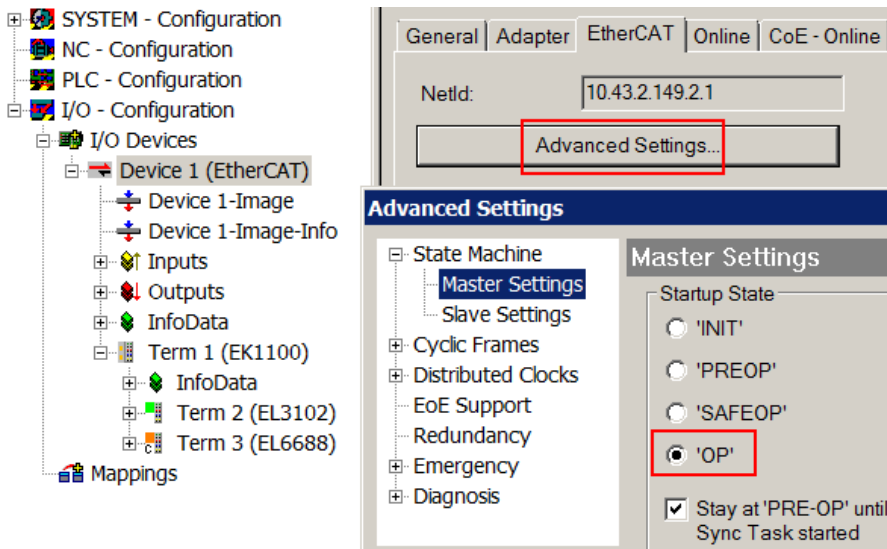 SYSTEM - Configuration
NC - Configuration
PLC - Configuration
I/O - Configuration
I/O Devices
Device 1 (EtherCAT)
Device 1-Image
Device 1-Image-Info
Inputs
Outputs
InfoData
Term 1 (EK1100)
InfoData
Term 2 (EL3102)
Term 3 (EL6688)
Mappings
General Adapter EtherCAT Online CoE - Online
NetId: 10.43.2.149.2.1
Advanced Settings...
Advanced Settings
State Machine
Master Settings
Slave Settings
Cyclic Frames
Distributed Clocks
EoE Support
Redundancy
Emergency
Diagnosis
Master Settings
Startup State
'INIT'
'PREOP'
'SAFEOP'
'OP'
Stay at 'PRE-OP' until
Sync Task started